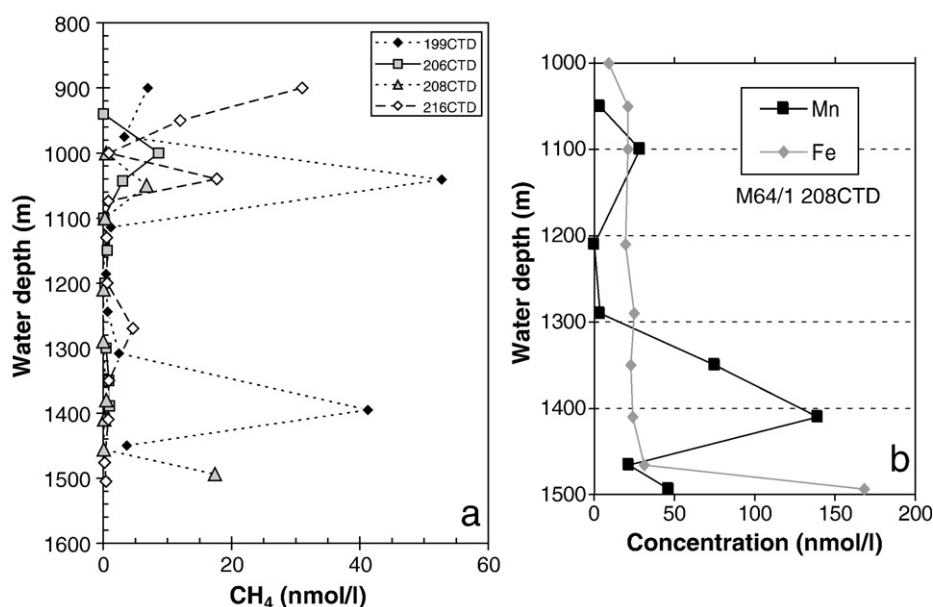 800
900
1000
1100
1200
1300
1400
1500
1600
Water depth (m)
0
20
40
60
CH4 (nmol/l)
199CTD
206CTD
208CTD
216CTD
a
1000
1100
1200
1300
1400
1500
Water depth (m)
0
50
100
150
200
Concentration (nmol/l)
Mn
Fe
M64/1 208CTD
b